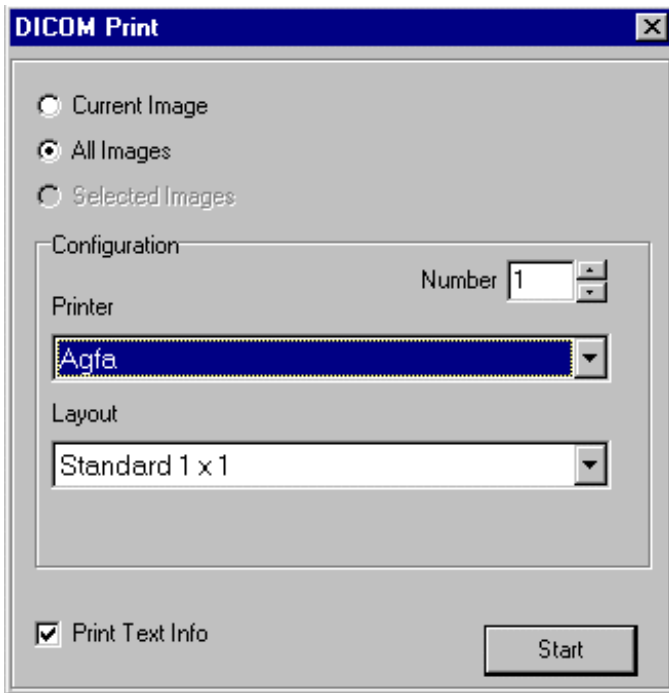 DICOM Print
Current Image
All Images
Selected Images
Configuration
Number 1
Printer
Agfa
Layout
Standard 1 x 1
Print Text Info
Start